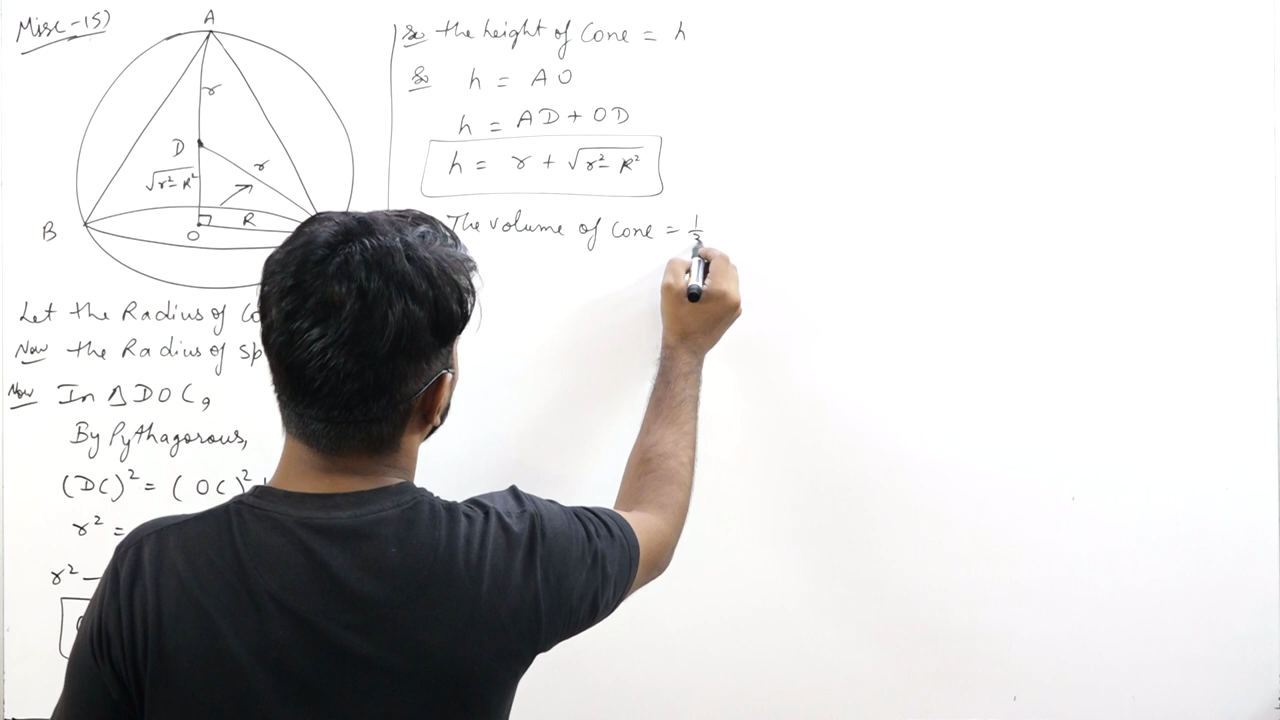 Misc-15)
A
r
D
r
√r²-R²
R
B
O
Let the Radius of
Now the Radius of
Now In △DOC,
By Pythagorous,
(DC)² = (OC)²
r² =
r² -
So the height of Cone = h
So h = AO
h = AD + OD
h = r + √r²-R²
The volume of Cone = 1/3